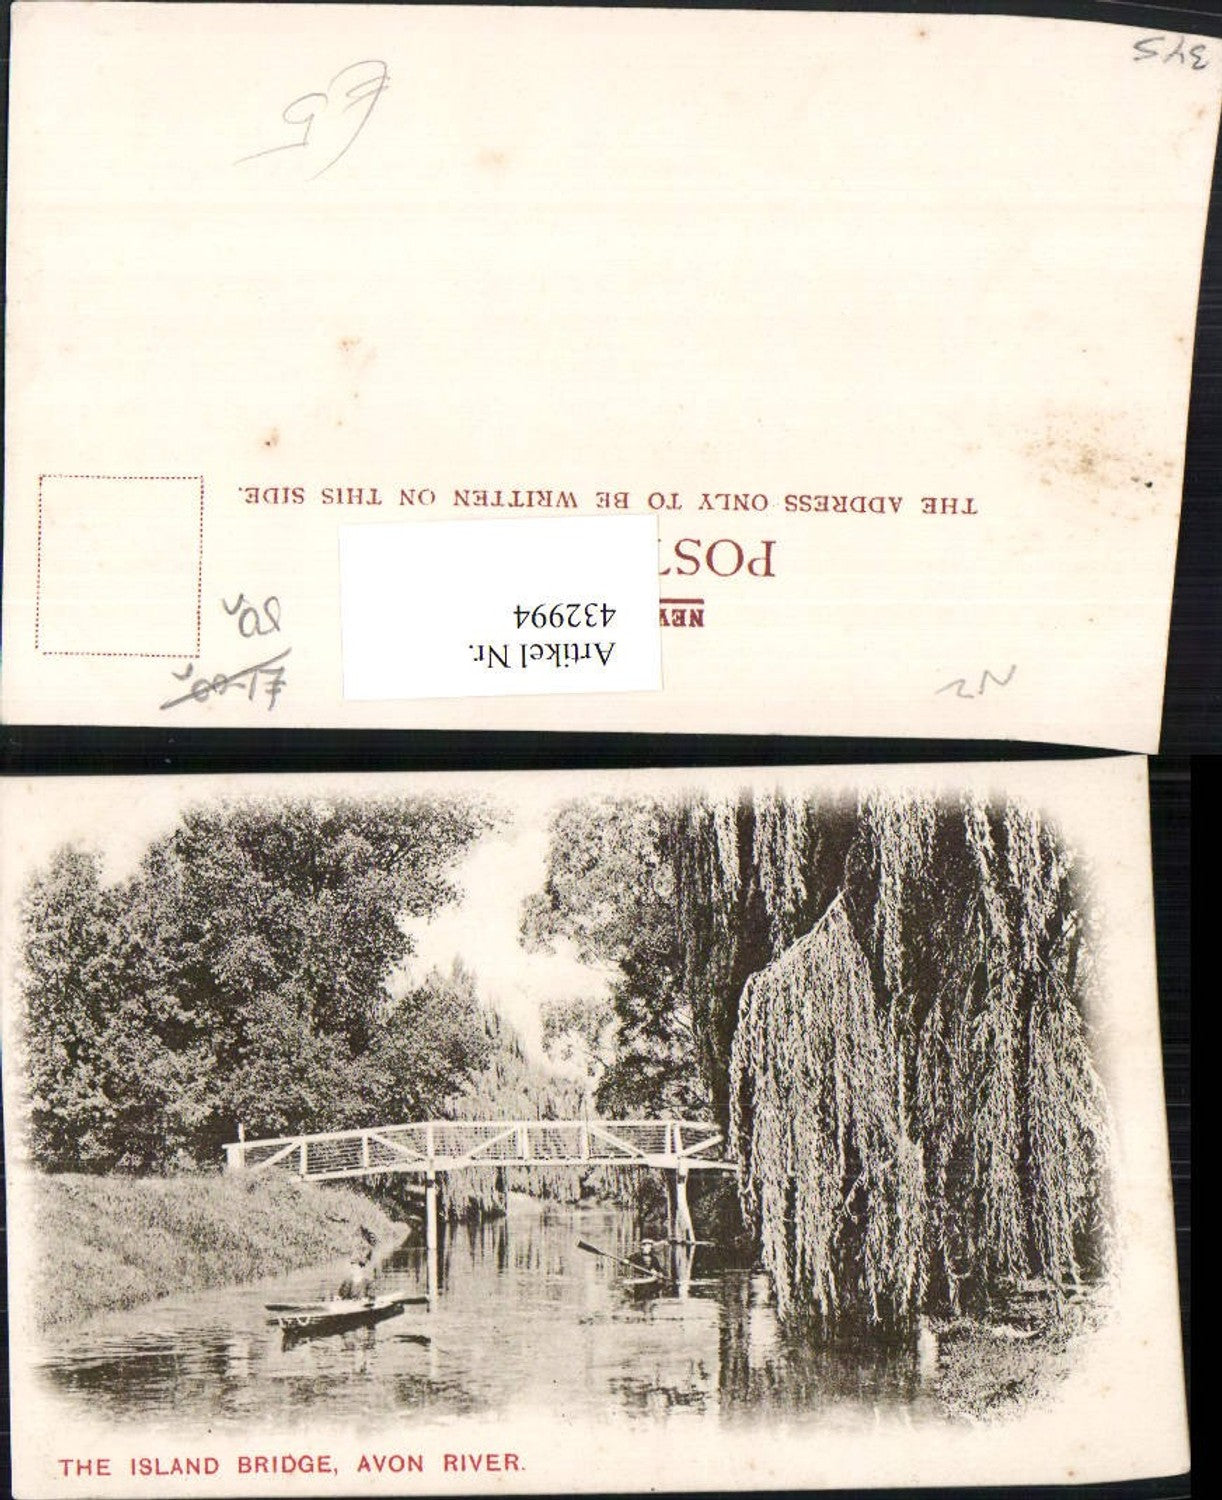 345
£5
THE ADDRESS ONLY TO BE WRITTEN ON THIS SIDE.
POST
NEW
Artikel Nr.
432994
NZ
THE ISLAND BRIDGE, AVON RIVER.